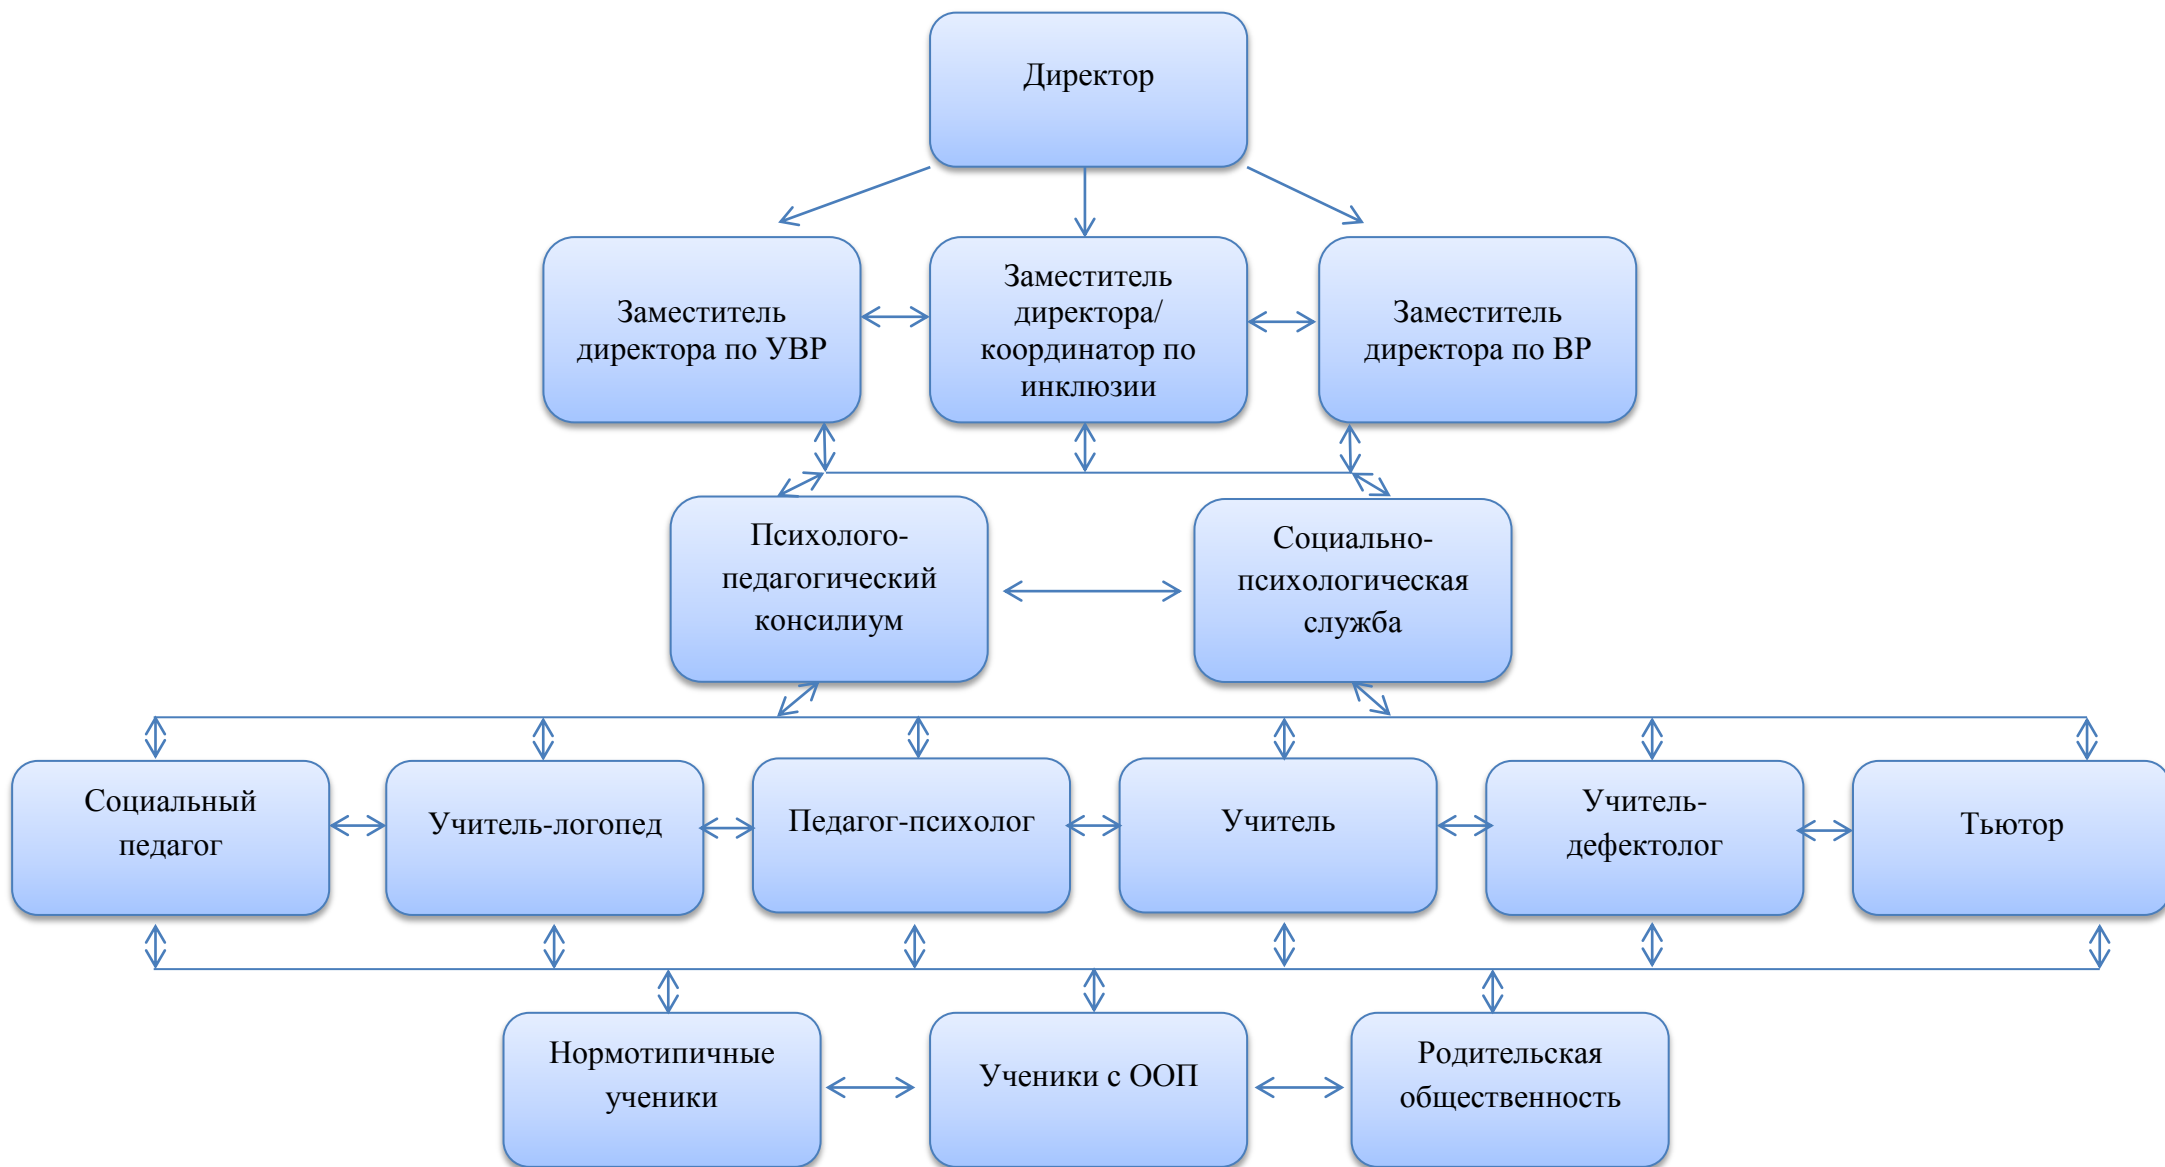 Директор
Заместитель
директора по УВР
Заместитель
директора/
координатор по
инклюзии
Заместитель
директора по ВР
Психолого-
педагогический
консилиум
Социально-
психологическая
служба
Социальный
педагог
Учитель-логопед
Педагог-психолог
Учитель
Учитель-
дефектолог
Тьютор
Нормотипичные
ученики
Ученики с ООП
Родительская
общественность